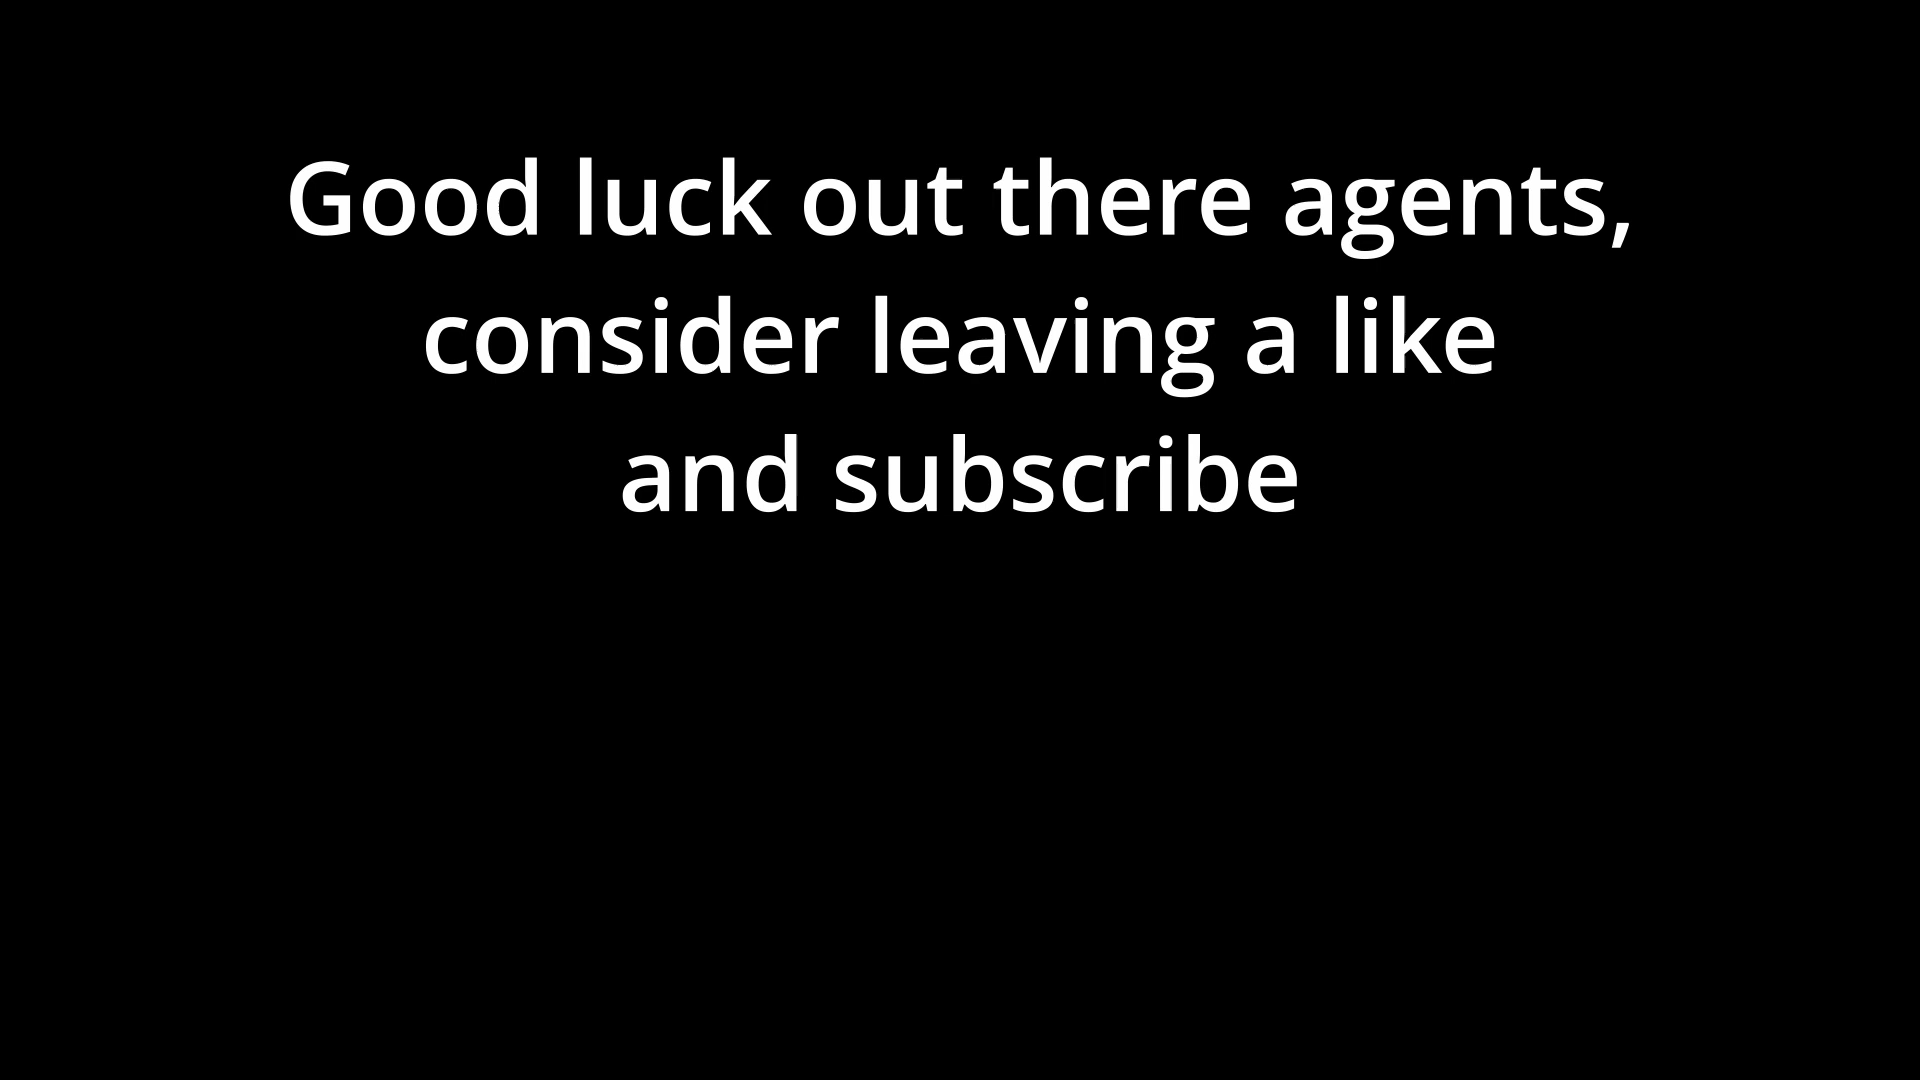 Good luck out there agents,
consider leaving a like
and subscribe